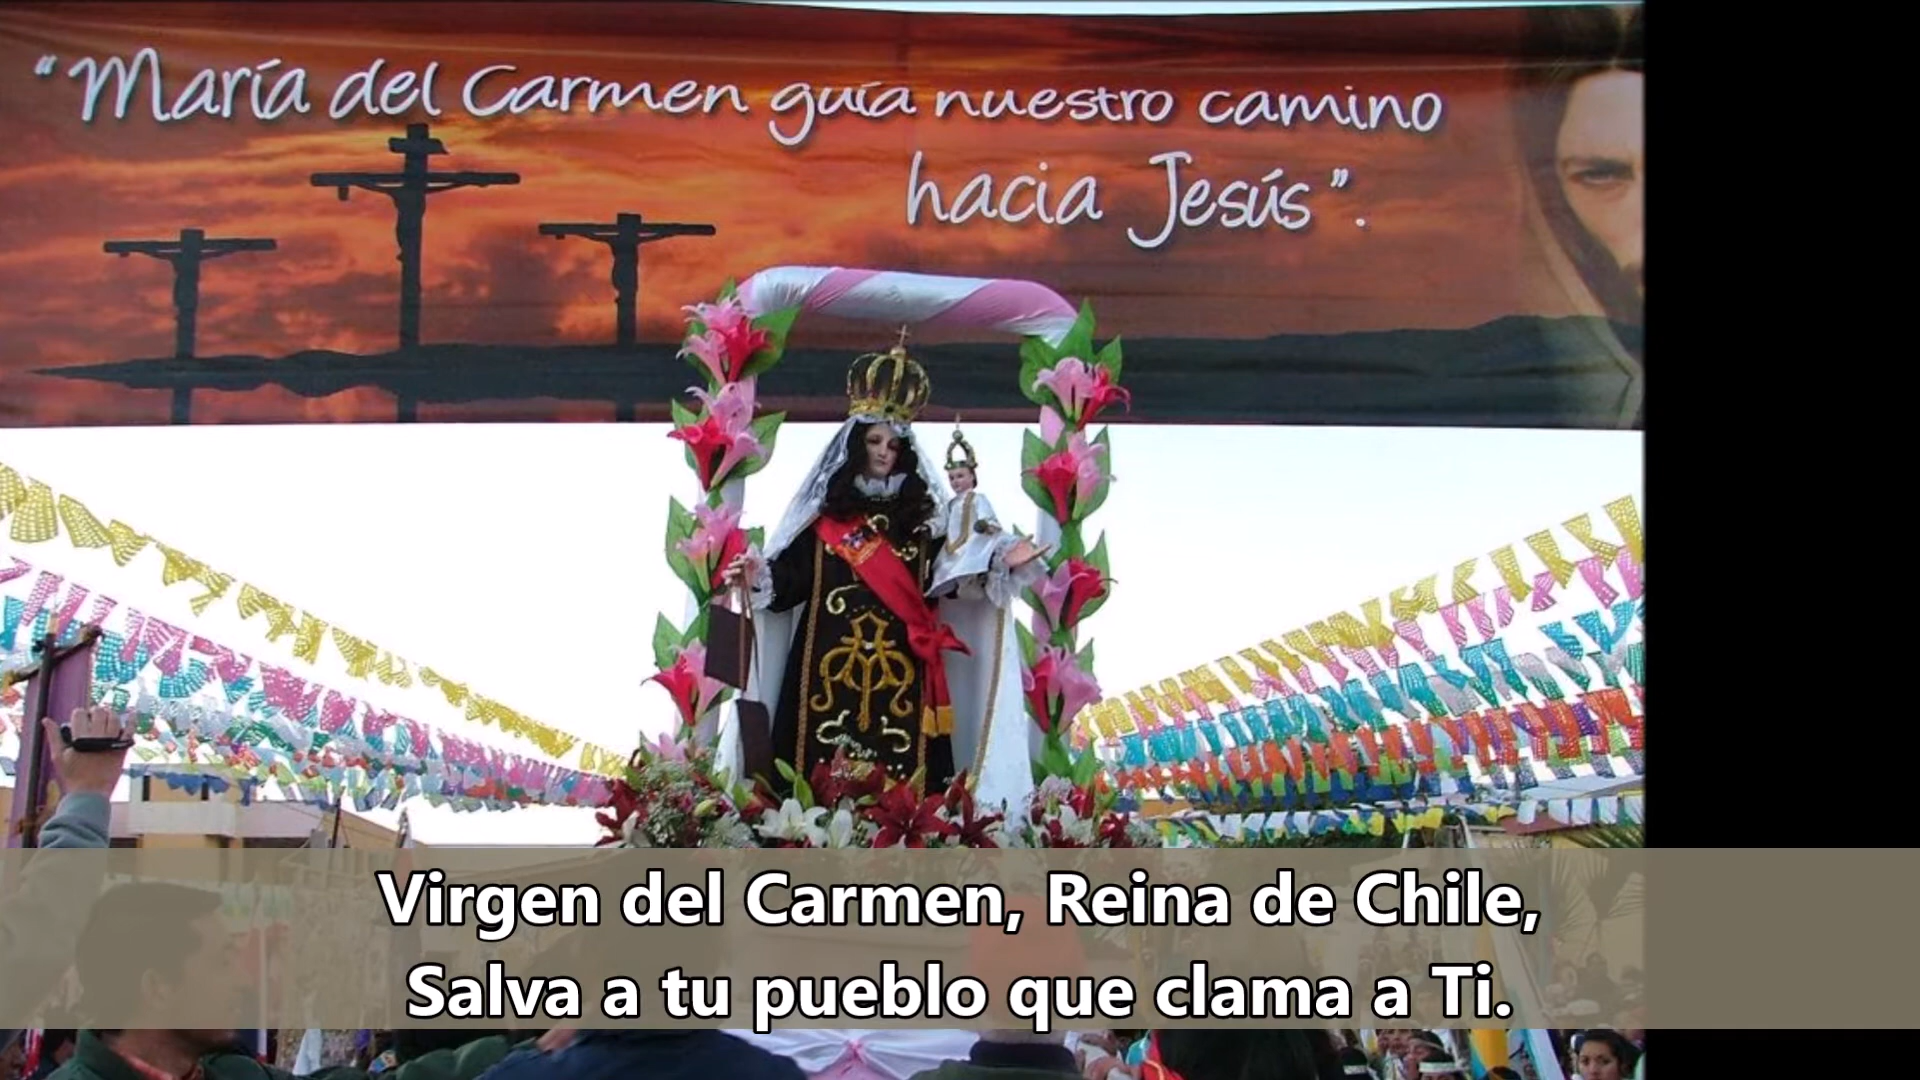 “María del Carmen guía nuestro camino
hacia Jesús”.
Virgen del Carmen, Reina de Chile,
Salva a tu pueblo que clama a Ti.